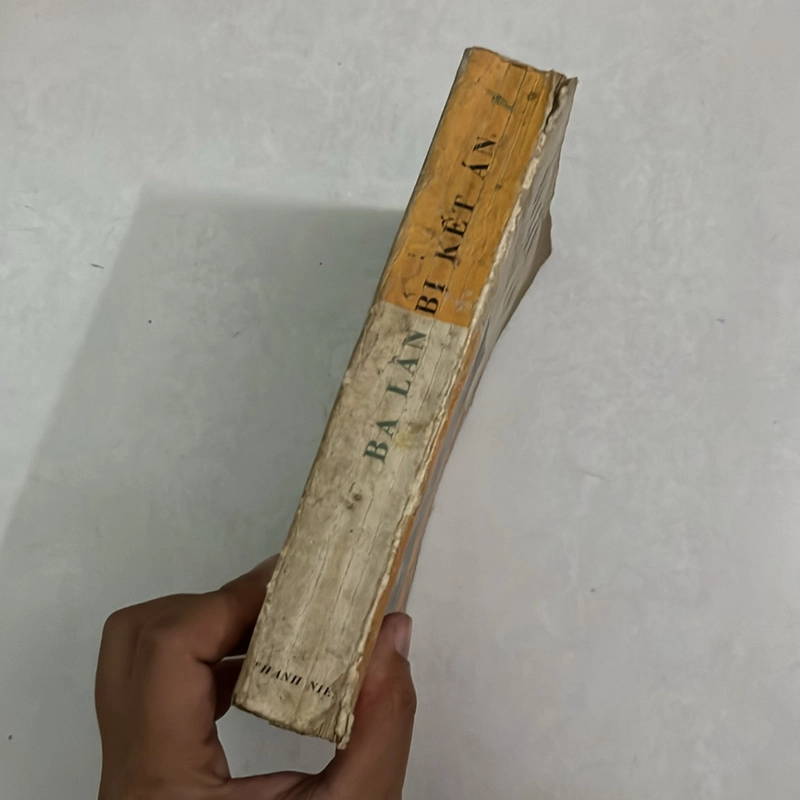 BA LẦN BỊ KẾT ÁN
THANH NIÊ